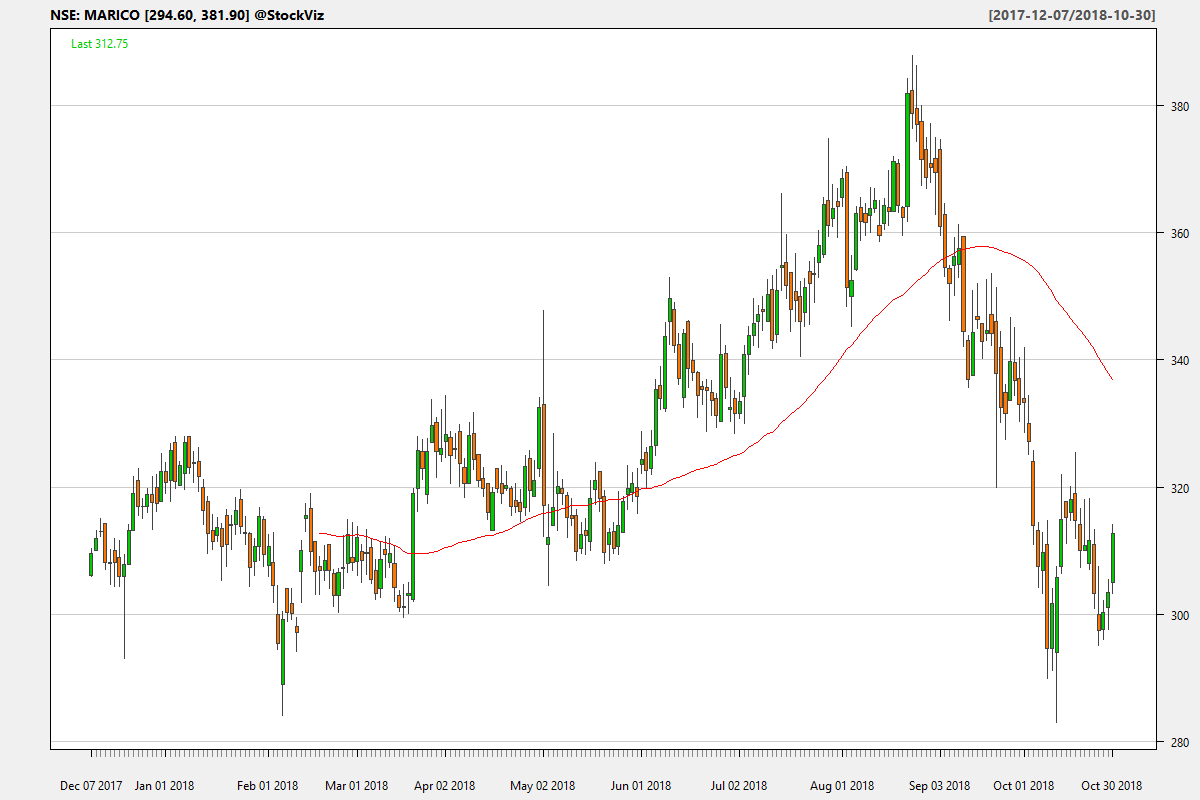 NSE: MARICO [294.60, 381.90] @StockViz
[2017-12-07/2018-10-30]
Last 312.75
380
360
340
320
300
280
Dec 07 2017 Jan 01 2018 Feb 01 2018 Mar 01 2018 Apr 02 2018 May 02 2018 Jun 01 2018 Jul 02 2018 Aug 01 2018 Sep 03 2018 Oct 01 2018 Oct 30 2018